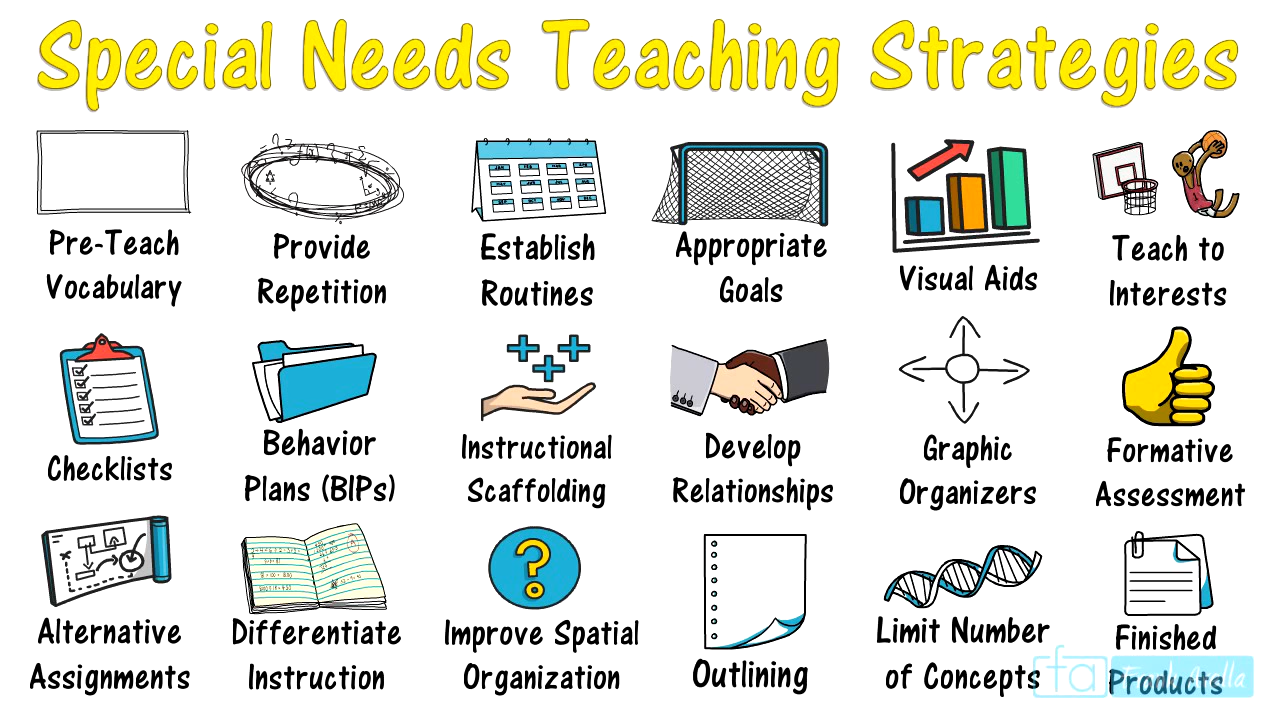 Special Needs Teaching Strategies
Pre-Teach
Vocabulary
Provide
Repetition
Establish
Routines
Appropriate
Goals
Visual Aids
Teach to
Interests
Checklists
Behavior
Plans (BIPs)
Instructional
Scaffolding
Develop
Relationships
Graphic
Organizers
Formative
Assessment
Alternative
Assignments
Differentiate
Instruction
Improve Spatial
Organization
Outlining
Limit Number
of Concepts
Finished
Products
fa